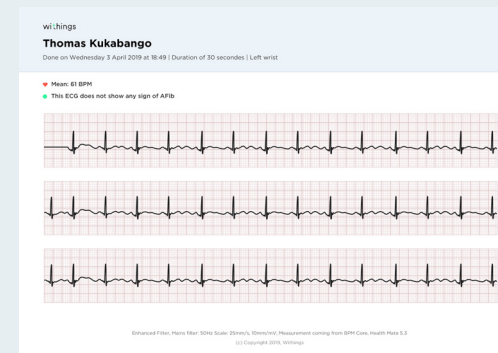 withings
Thomas Kukabango
Done on Wednesday 3 April 2019 at 18:49 | Duration of 30 secondes | Left wrist
Mean: 61 BPM
This ECG does not show any sign of AFib
Enhanced Filter, Mains filter: 50Hz Scale: 25mm/s, 10mm/mV, Measurement coming from BPM Core, Health Mate 5.3
(c) Copyright 2019, Withings